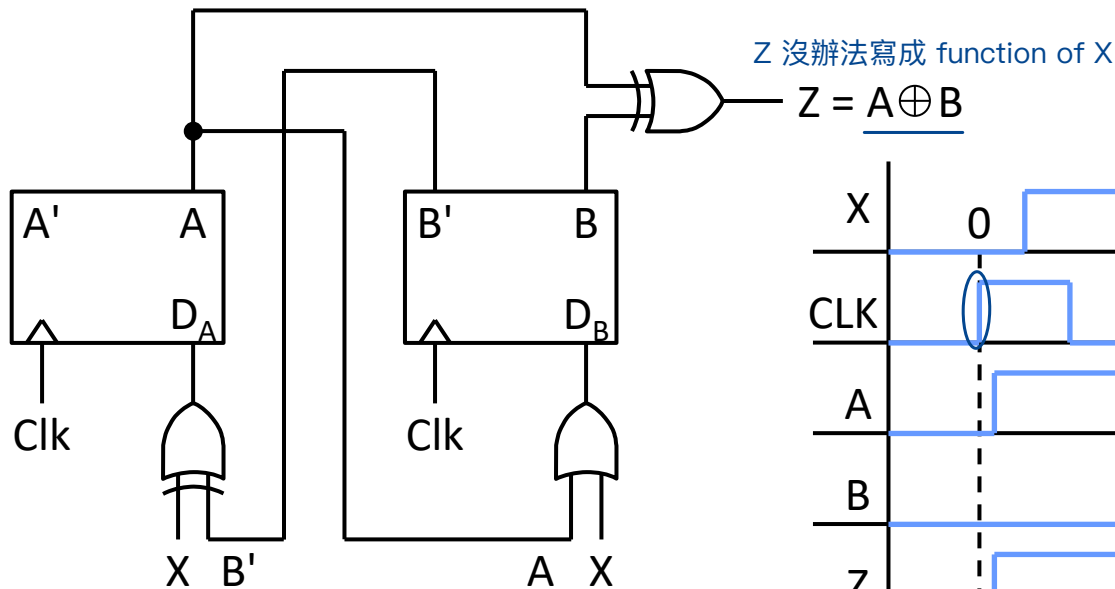 Z 沒辦法寫成 function of X
Z = A⊕B
A' A
B' B
D_A
D_B
Clk
Clk
X B'
A X
X
0
CLK
A
B
Z